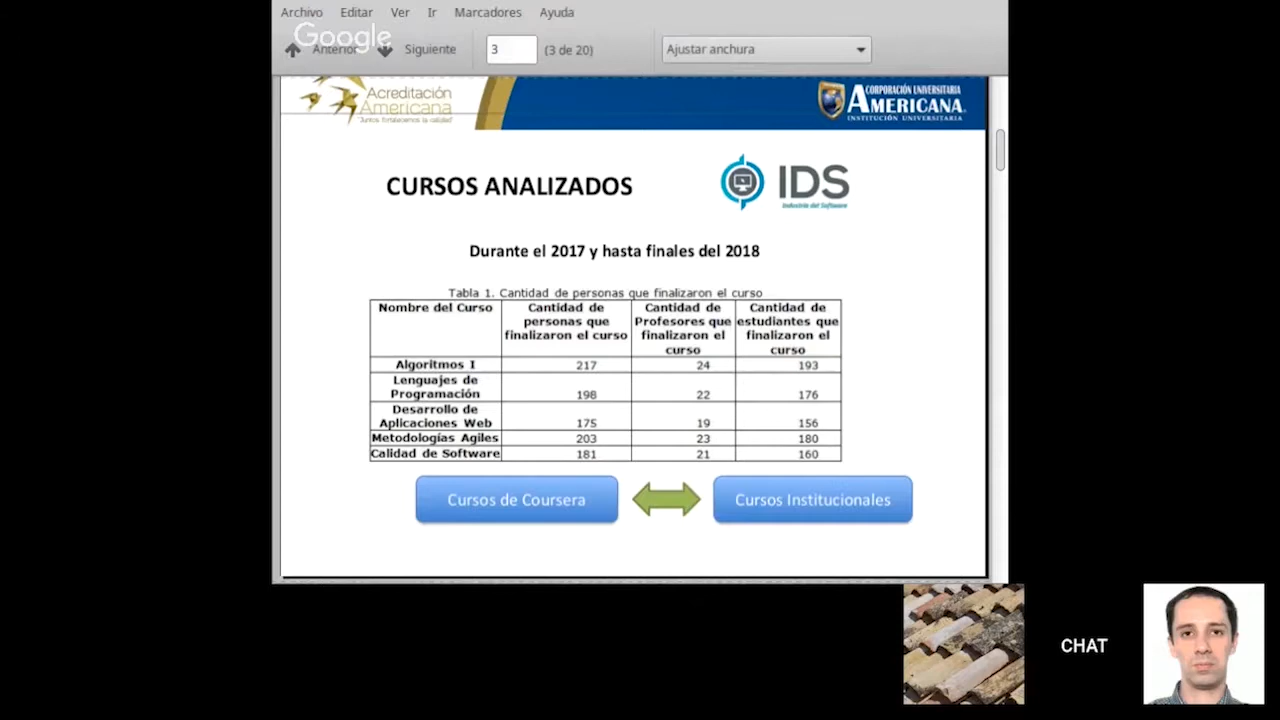 Archivo Editar Ver Ir Marcadores Ayuda
Google
Anterior Siguiente 3 (3 de 20) Ajustar anchura
Acreditación
Americana
"Juntos fortalecemos la calidad"
CORPORACIÓN UNIVERSITARIA
AMERICANA
INSTITUCIÓN UNIVERSITARIA
CURSOS ANALIZADOS
IDS
Industria del Software
Durante el 2017 y hasta finales del 2018
Tabla 1. Cantidad de personas que finalizaron el curso
Nombre del Curso Cantidad de personas que finalizaron el curso Cantidad de Profesores que finalizaron el curso Cantidad de estudiantes que finalizaron el curso
Algoritmos I 217 24 193
Lenguajes de Programación 198 22 176
Desarrollo de Aplicaciones Web 175 19 156
Metodologías Agiles 203 23 180
Calidad de Software 181 21 160
Cursos de Coursera Cursos Institucionales
CHAT